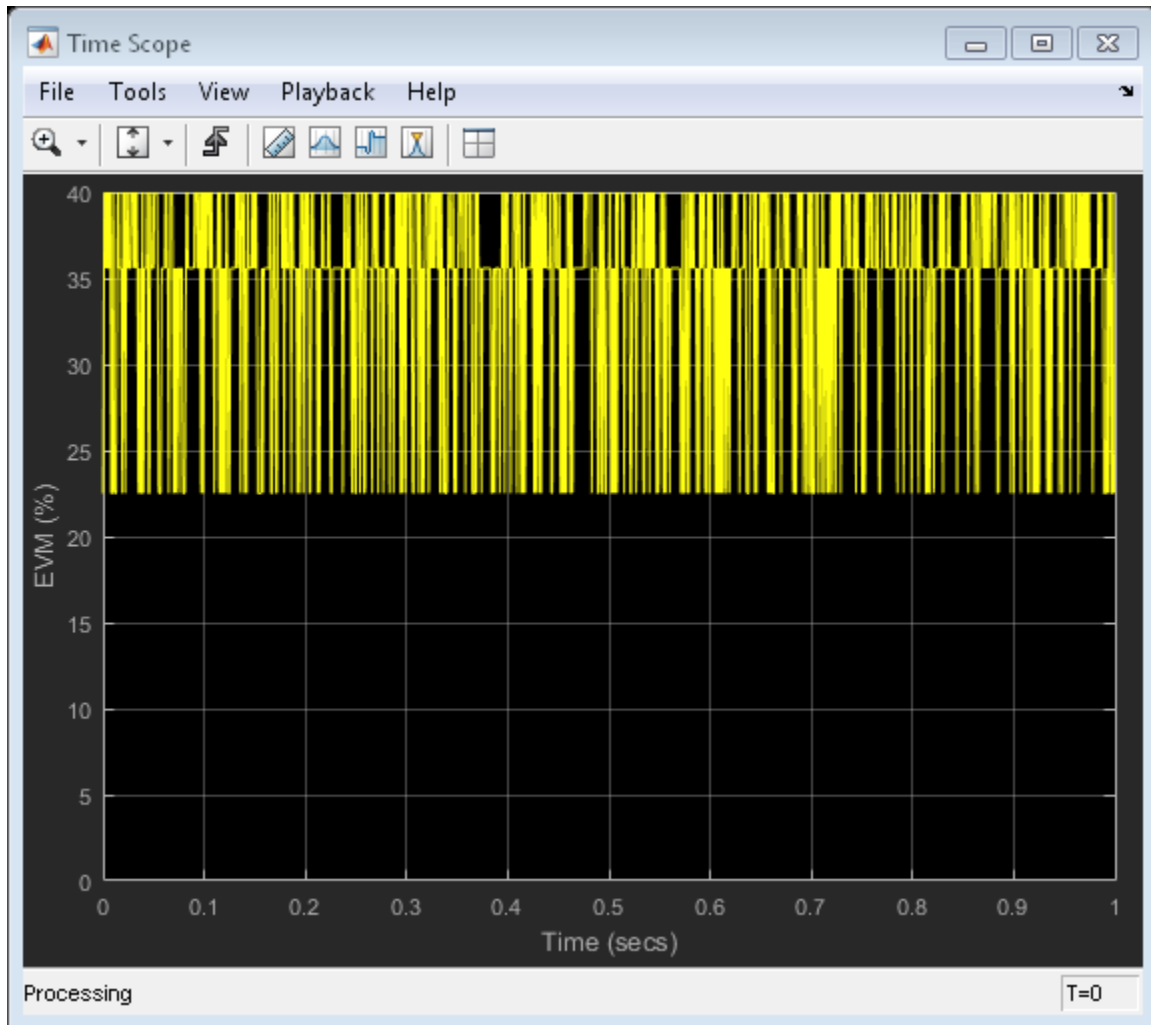 Time Scope
File Tools View Playback Help
40
35
30
25
20
15
10
5
0
EVM (%)
0 0.1 0.2 0.3 0.4 0.5 0.6 0.7 0.8 0.9 1
Time (secs)
Processing T=0